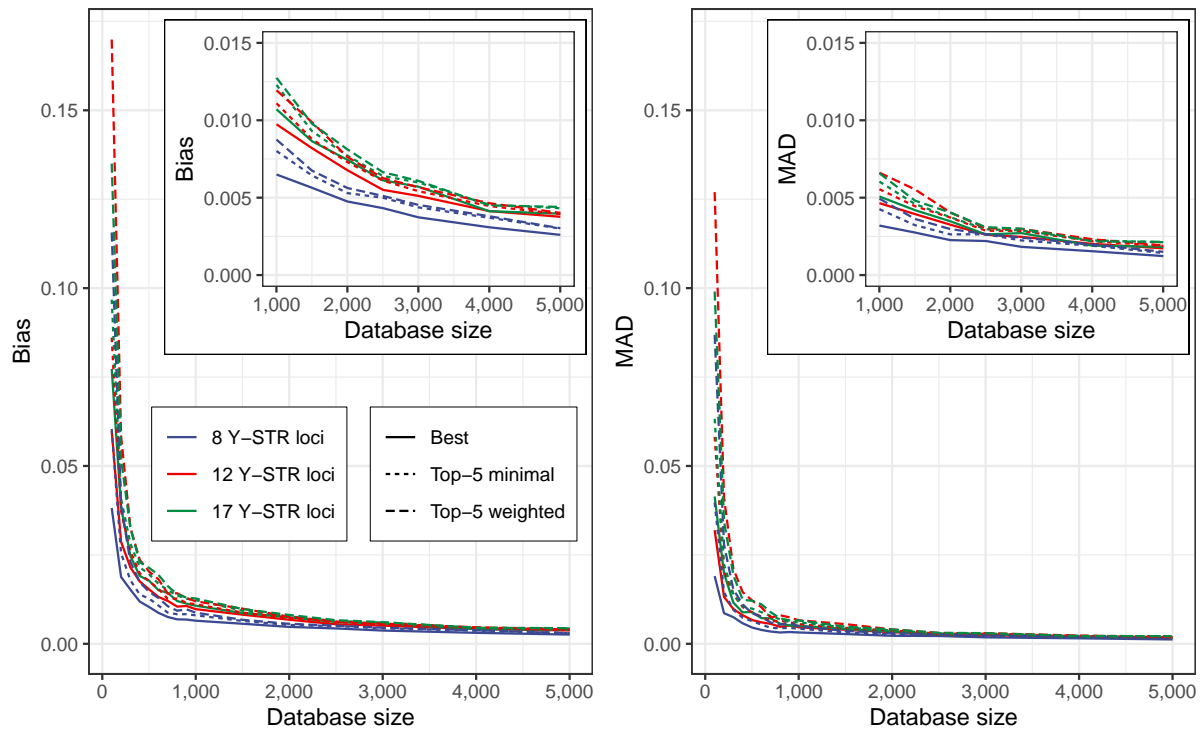 0.15
0.10
0.05
0.00
Bias
0
1,000
2,000
3,000
4,000
5,000
Database size
0.015
0.010
0.005
0.000
Bias
1,000
2,000
3,000
4,000
5,000
Database size
8 Y−STR loci
12 Y−STR loci
17 Y−STR loci
Best
Top−5 minimal
Top−5 weighted
0.15
0.10
0.05
0.00
MAD
0
1,000
2,000
3,000
4,000
5,000
Database size
0.015
0.010
0.005
0.000
MAD
1,000
2,000
3,000
4,000
5,000
Database size